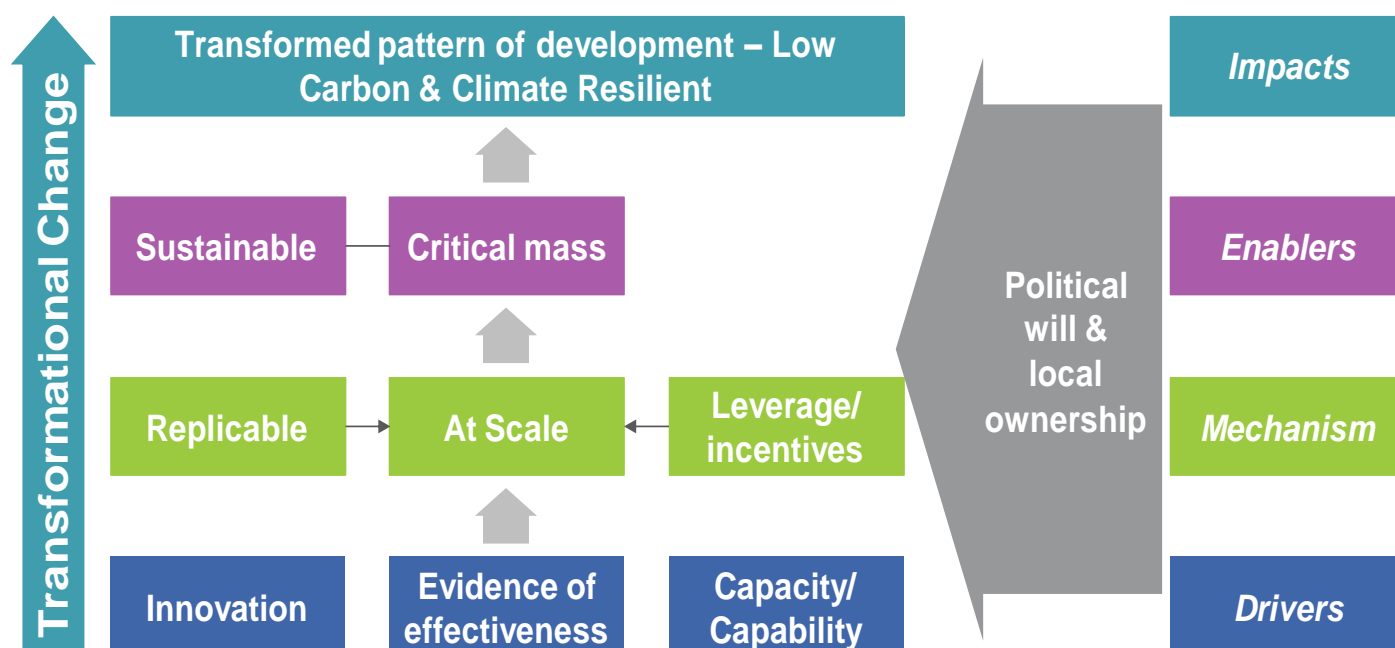 Transformational Change
Transformed pattern of development – Low
Carbon & Climate Resilient
Impacts
Sustainable
Critical mass
Enablers
Political
will &
local
ownership
Replicable
At Scale
Leverage/
incentives
Mechanism
Innovation
Evidence of
effectiveness
Capacity/
Capability
Drivers